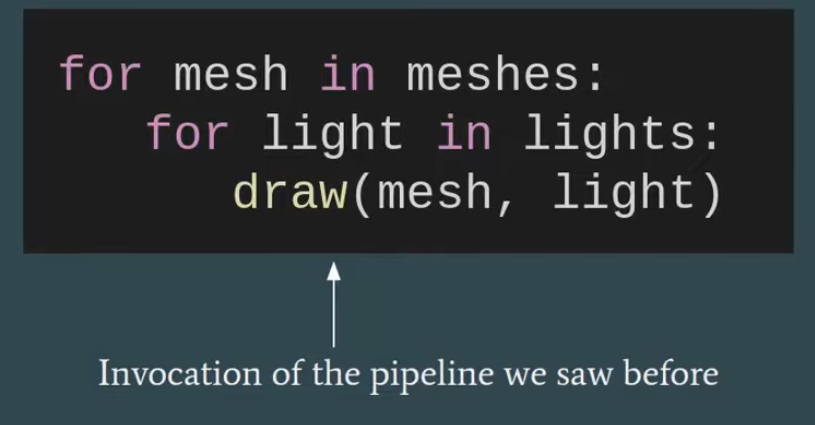 for mesh in meshes:
for light in lights:
draw(mesh, light)
Invocation of the pipeline we saw before